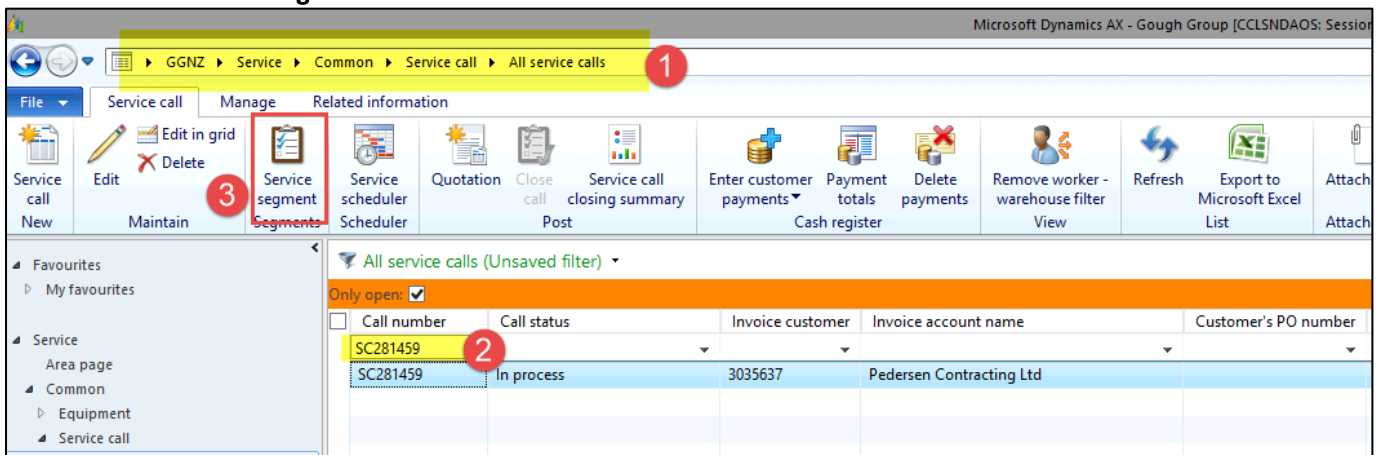 Microsoft Dynamics AX - Gough Group [CCLSNDAOS: Session
GGNZ Service Common Service call All service calls 1
File Service call Manage Related information
Service call
Edit
Edit in grid
Delete
3
Service segment
Service scheduler
Quotation
Close call
Service call closing summary
Enter customer payments
Payment totals
Delete payments
Remove worker - warehouse filter
Refresh
Export to Microsoft Excel
Attach
New Maintain Segments Scheduler Post Cash register View List Attach
Favourites
My favourites
Service
Area page
Common
Equipment
Service call
All service calls (Unsaved filter)
Only open:
Call number Call status Invoice customer Invoice account name Customer's PO number
SC281459 2
SC281459 In process 3035637 Pedersen Contracting Ltd